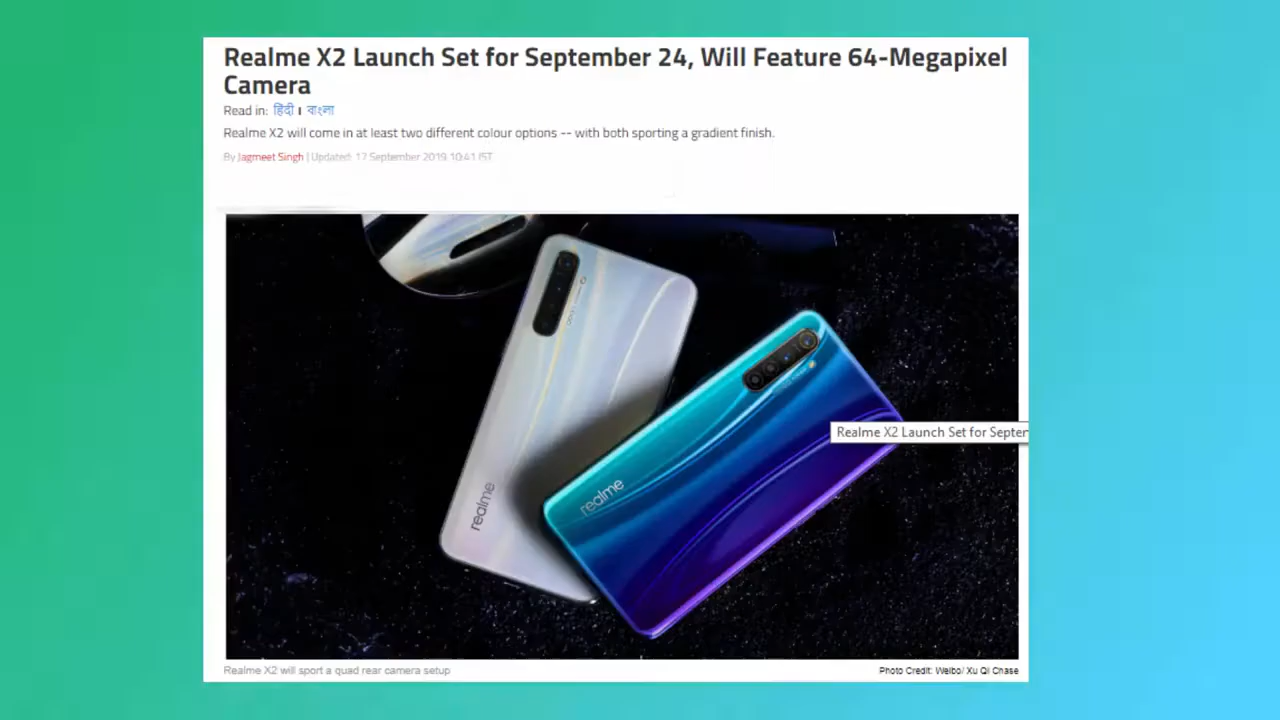 Realme X2 Launch Set for September 24, Will Feature 64-Megapixel
Camera
Read in: हिंदी । বাংলা
Realme X2 will come in at least two different colour options -- with both sporting a gradient finish.
By Jagmeet Singh | Updated: 17 September 2019 10:41 IST
realme
realme
Realme X2 Launch Set for Septer
Realme X2 will sport a quad rear camera setup
Photo Credit: Weibo/ Xu Qi Chase